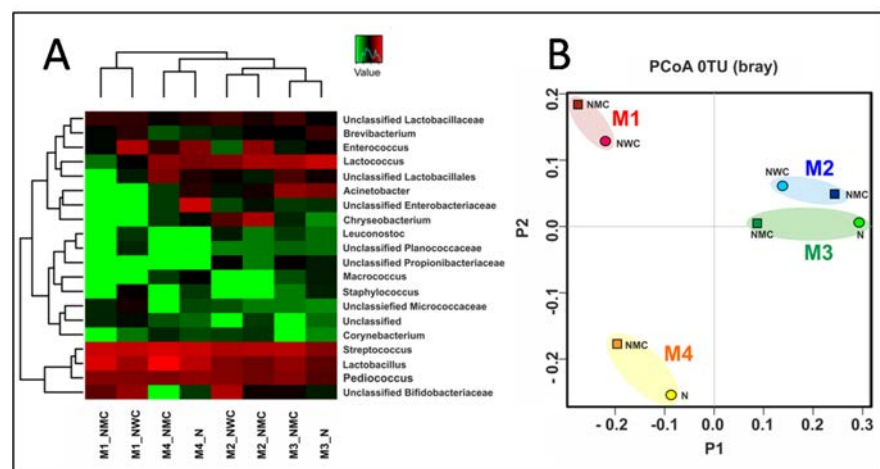 A
Value
Unclassified Lactobacillaceae
Brevibacterium
Enterococcus
Lactococcus
Unclassified Lactobacillales
Acinetobacter
Unclassified Enterobacteriaceae
Chryseobacterium
Leuconostoc
Unclassified Planococcaceae
Unclassified Propionibacteriaceae
Macrococcus
Staphylococcus
Unclassiefied Micrococcaceae
Unclassified
Corynebacterium
Streptococcus
Lactobacillus
Pediococcus
Unclassified Bifidobacteriaceae
M1_NMC
M1_NWC
M4_NMC
M4_N
M2_NWC
M2_NMC
M3_NMC
M3_N
B
PCoA 0TU (bray)
P2
0.2
0.1
0.0
-0.1
-0.2
NMC
M1
NWC
M2
NWC
NMC
NMC
N
M3
NMC
M4
N
- 0.2
-0.1
0.0
0.1
0.2
0.3
P1